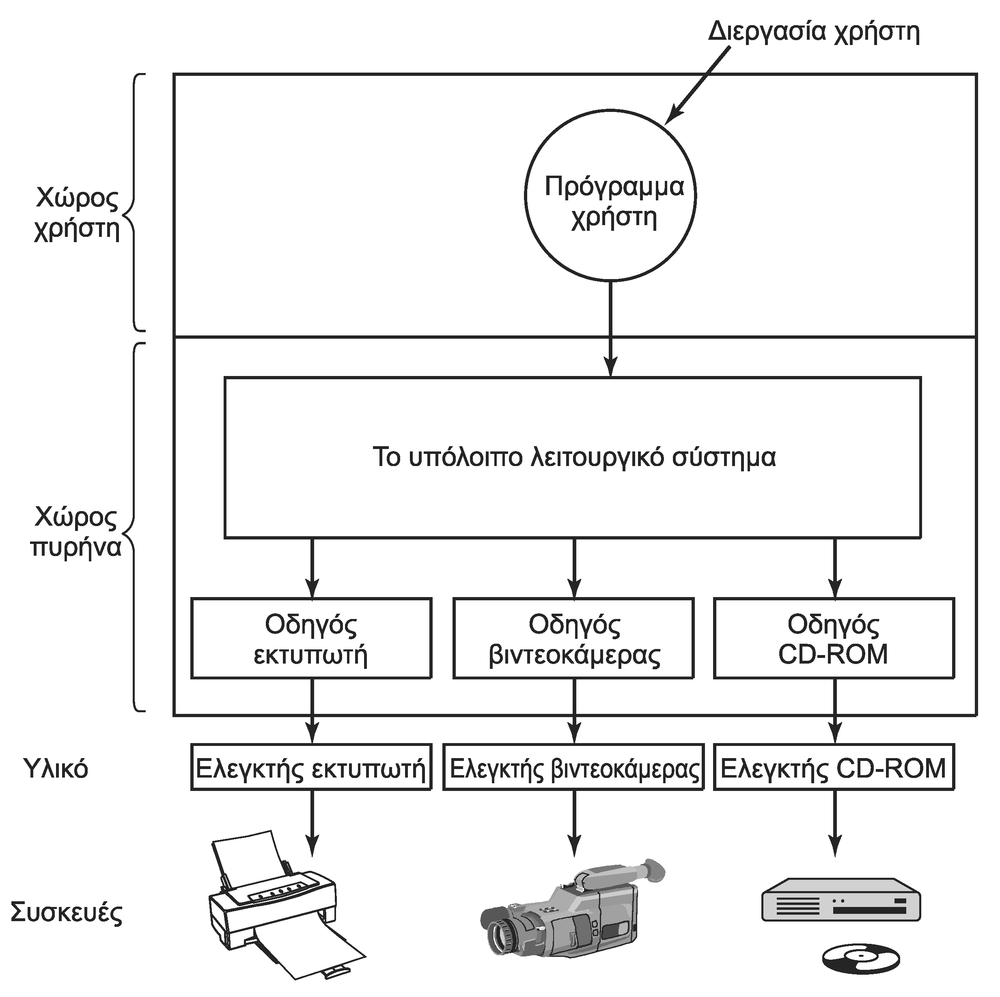 Διεργασία χρήστη
Χώρος
χρήστη
Πρόγραμμα
χρήστη
Χώρος
πυρήνα
Το υπόλοιπο λειτουργικό σύστημα
Οδηγός
εκτυπωτή
Οδηγός
βιντεοκάμερας
Οδηγός
CD-ROM
Υλικό
Ελεγκτής εκτυπωτή
Ελεγκτής βιντεοκάμερας
Ελεγκτής CD-ROM
Συσκευές